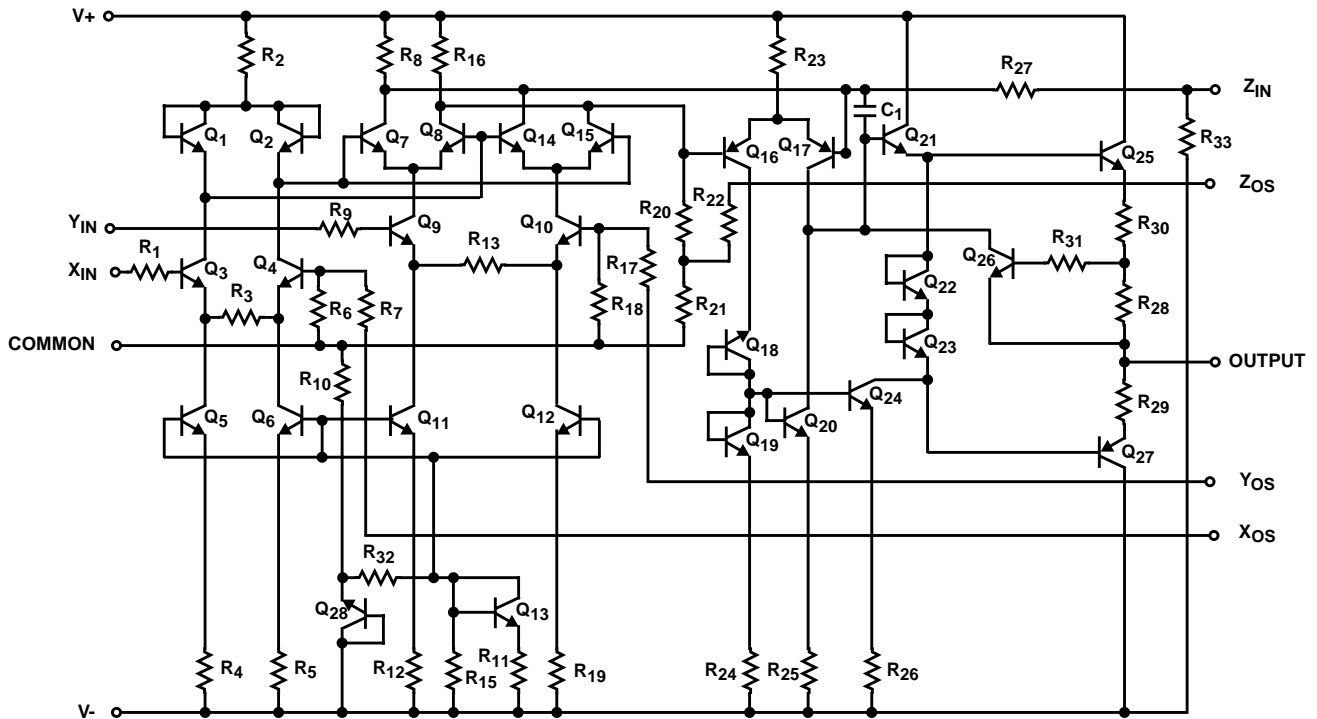 V+
R2
R8
R16
R23
R27
ZIN
C1
R33
Q1
Q2
Q7
Q8
Q14
Q15
Q16
Q17
Q21
Q25
ZOS
R20
R22
YIN
R9
Q9
Q10
R30
R1
XIN
Q3
Q4
R13
R17
Q26
R31
R3
R6
R7
R18
R21
Q22
R28
COMMON
Q18
Q23
OUTPUT
R10
Q24
R29
Q5
Q6
Q11
Q12
Q19
Q20
Q27
YOS
XOS
R32
Q28
Q13
R4
R5
R12
R15
R11
R19
R24
R25
R26
V-